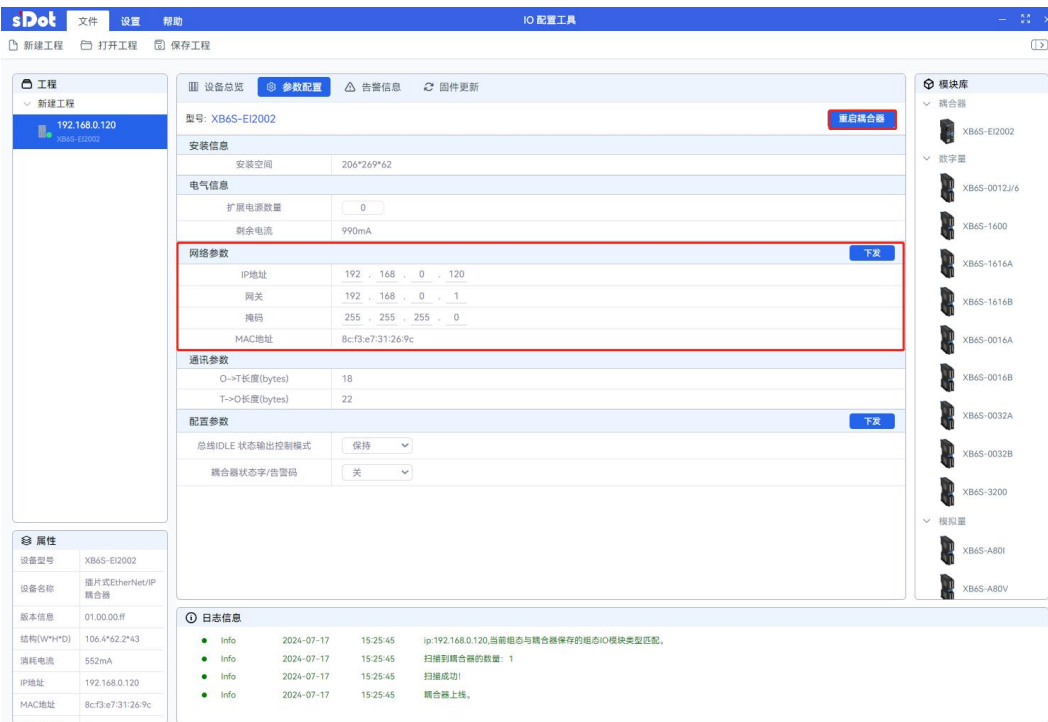 sDot 文件 设置 帮助 IO 配置工具
新建工程 打开工程 保存工程
工程
新建工程
192.168.0.120
XB6S-EI2002
设备总览 参数配置 告警信息 固件更新
型号: XB6S-EI2002 重启耦合器
安装信息
安装空间 206*269*62
电气信息
扩展电源数量 0
剩余电流 990mA
网络参数 下发
IP地址 192 . 168 . 0 . 120
网关 192 . 168 . 0 . 1
掩码 255 . 255 . 255 . 0
MAC地址 8c:f3:e7:31:26:9c
通讯参数
O->T长度(bytes) 18
T->O长度(bytes) 22
配置参数 下发
总线IDLE 状态输出控制模式 保持
耦合器状态字/告警码 关
模块库
耦合器
XB6S-EI2002
数字量
XB6S-0012J/6
XB6S-1600
XB6S-1616A
XB6S-1616B
XB6S-0016A
XB6S-0016B
XB6S-0032A
XB6S-0032B
XB6S-3200
模拟量
XB6S-A80I
XB6S-A80V
属性
设备型号 XB6S-EI2002
设备名称 插片式EtherNet/IP
耦合器
版本信息 01.00.00.ff
结构(W*H*D) 106.4*62.2*43
消耗电流 552mA
IP地址 192.168.0.120
MAC地址 8c:f3:e7:31:26:9c
日志信息
Info 2024-07-17 15:25:45 ip:192.168.0.120,当前组态与耦合器保存的组态IO模块类型匹配。
Info 2024-07-17 15:25:45 扫描到耦合器的数量: 1
Info 2024-07-17 15:25:45 扫描成功!
Info 2024-07-17 15:25:45 耦合器上线。